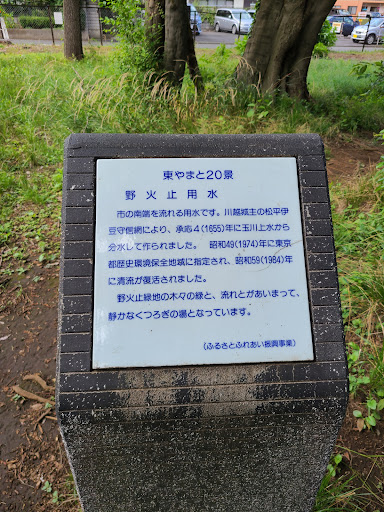 東やまと20景
野火止用水
市の南端を流れる用水です。川越城主の松平伊
豆守信綱により、承応4(1655)年に玉川上水から
分水して作られました。 昭和49(1974)年に東京
都歴史環境保全地域に指定され、昭和59(1984)年
に清流が復活されました。
野火止緑地の木々の緑と、流れとがあいまって、
静かなくつろぎの場となっています。
(ふるさとふれあい振興事業)